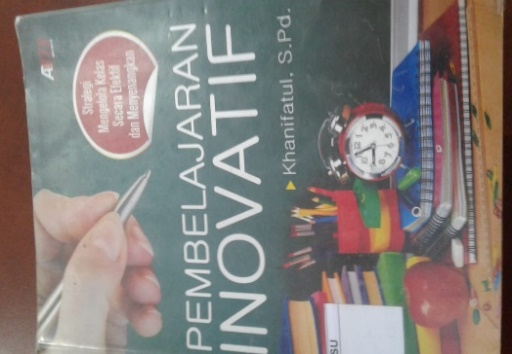 Strategi
Mengelola Kelas
Secara Efektif
dan Menyenangkan
PEMBELAJARAN
INOVATIF
Khanifatul, S.Pd.